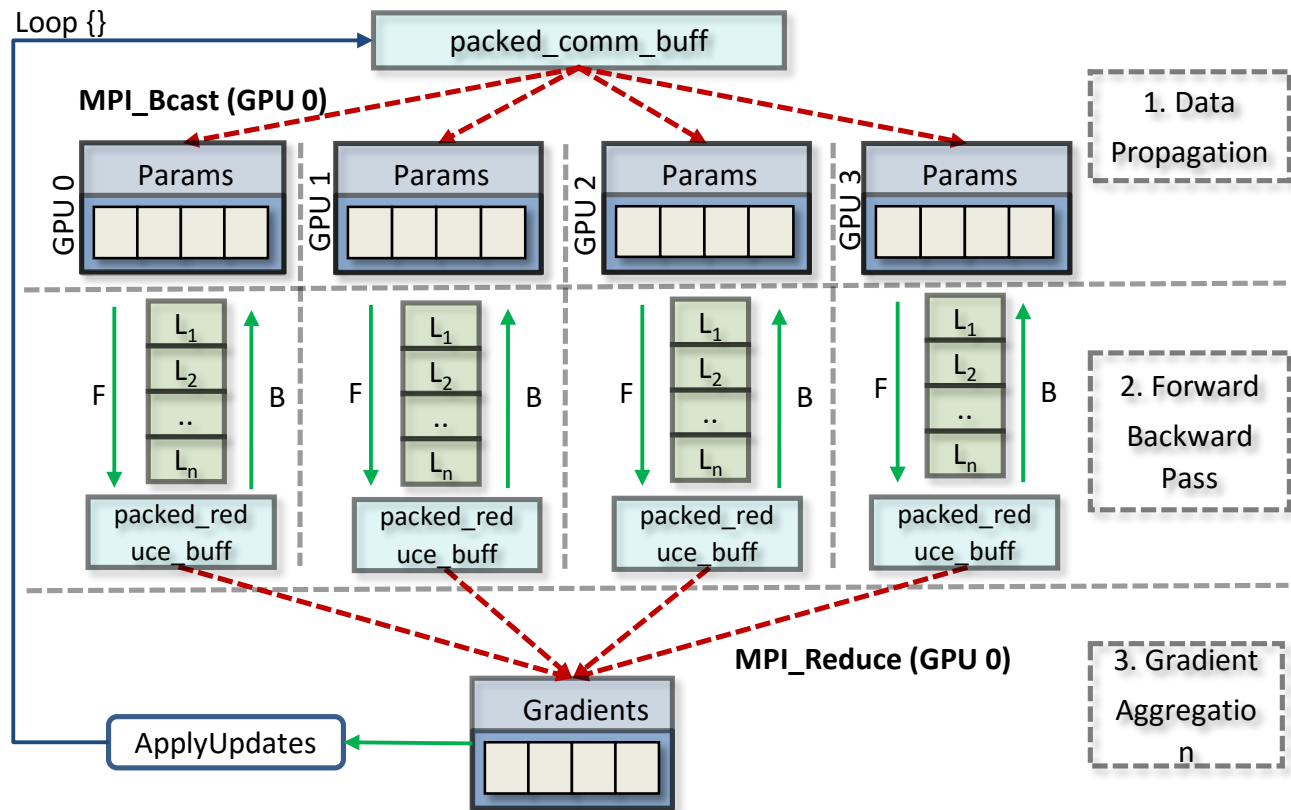 Loop {}
packed_comm_buff
MPI_Bcast (GPU 0)
1. Data
Propagation
GPU 0
Params
GPU 1
Params
GPU 2
Params
GPU 3
Params
F
L1
L2
..
Ln
B
F
L1
L2
..
Ln
B
F
L1
L2
..
Ln
B
F
L1
L2
..
Ln
B
2. Forward
Backward
Pass
packed_red
uce_buff
packed_red
uce_buff
packed_red
uce_buff
packed_red
uce_buff
MPI_Reduce (GPU 0)
3. Gradient
Aggregatio
n
Gradients
ApplyUpdates